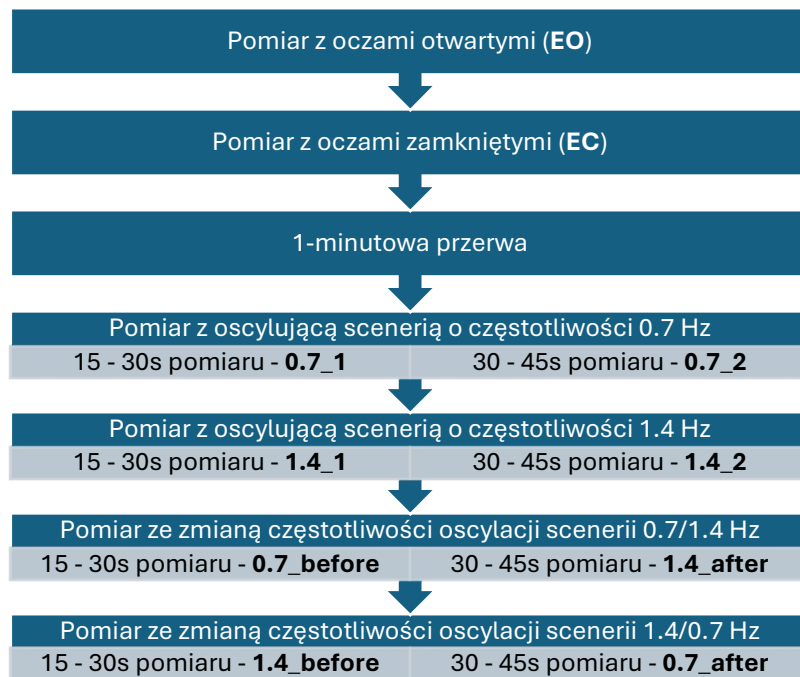 Pomiar z oczami otwartymi (EO)
Pomiar z oczami zamkniętymi (EC)
1-minutowa przerwa
Pomiar z oscylującą scenerią o częstotliwości 0.7 Hz
15 - 30s pomiaru - 0.7_1
30 - 45s pomiaru - 0.7_2
Pomiar z oscylującą scenerią o częstotliwości 1.4 Hz
15 - 30s pomiaru - 1.4_1
30 - 45s pomiaru - 1.4_2
Pomiar ze zmianą częstotliwości oscylacji scenerii 0.7/1.4 Hz
15 - 30s pomiaru - 0.7_before
30 - 45s pomiaru - 1.4_after
Pomiar ze zmianą częstotliwości oscylacji scenerii 1.4/0.7 Hz
15 - 30s pomiaru - 1.4_before
30 - 45s pomiaru - 0.7_after